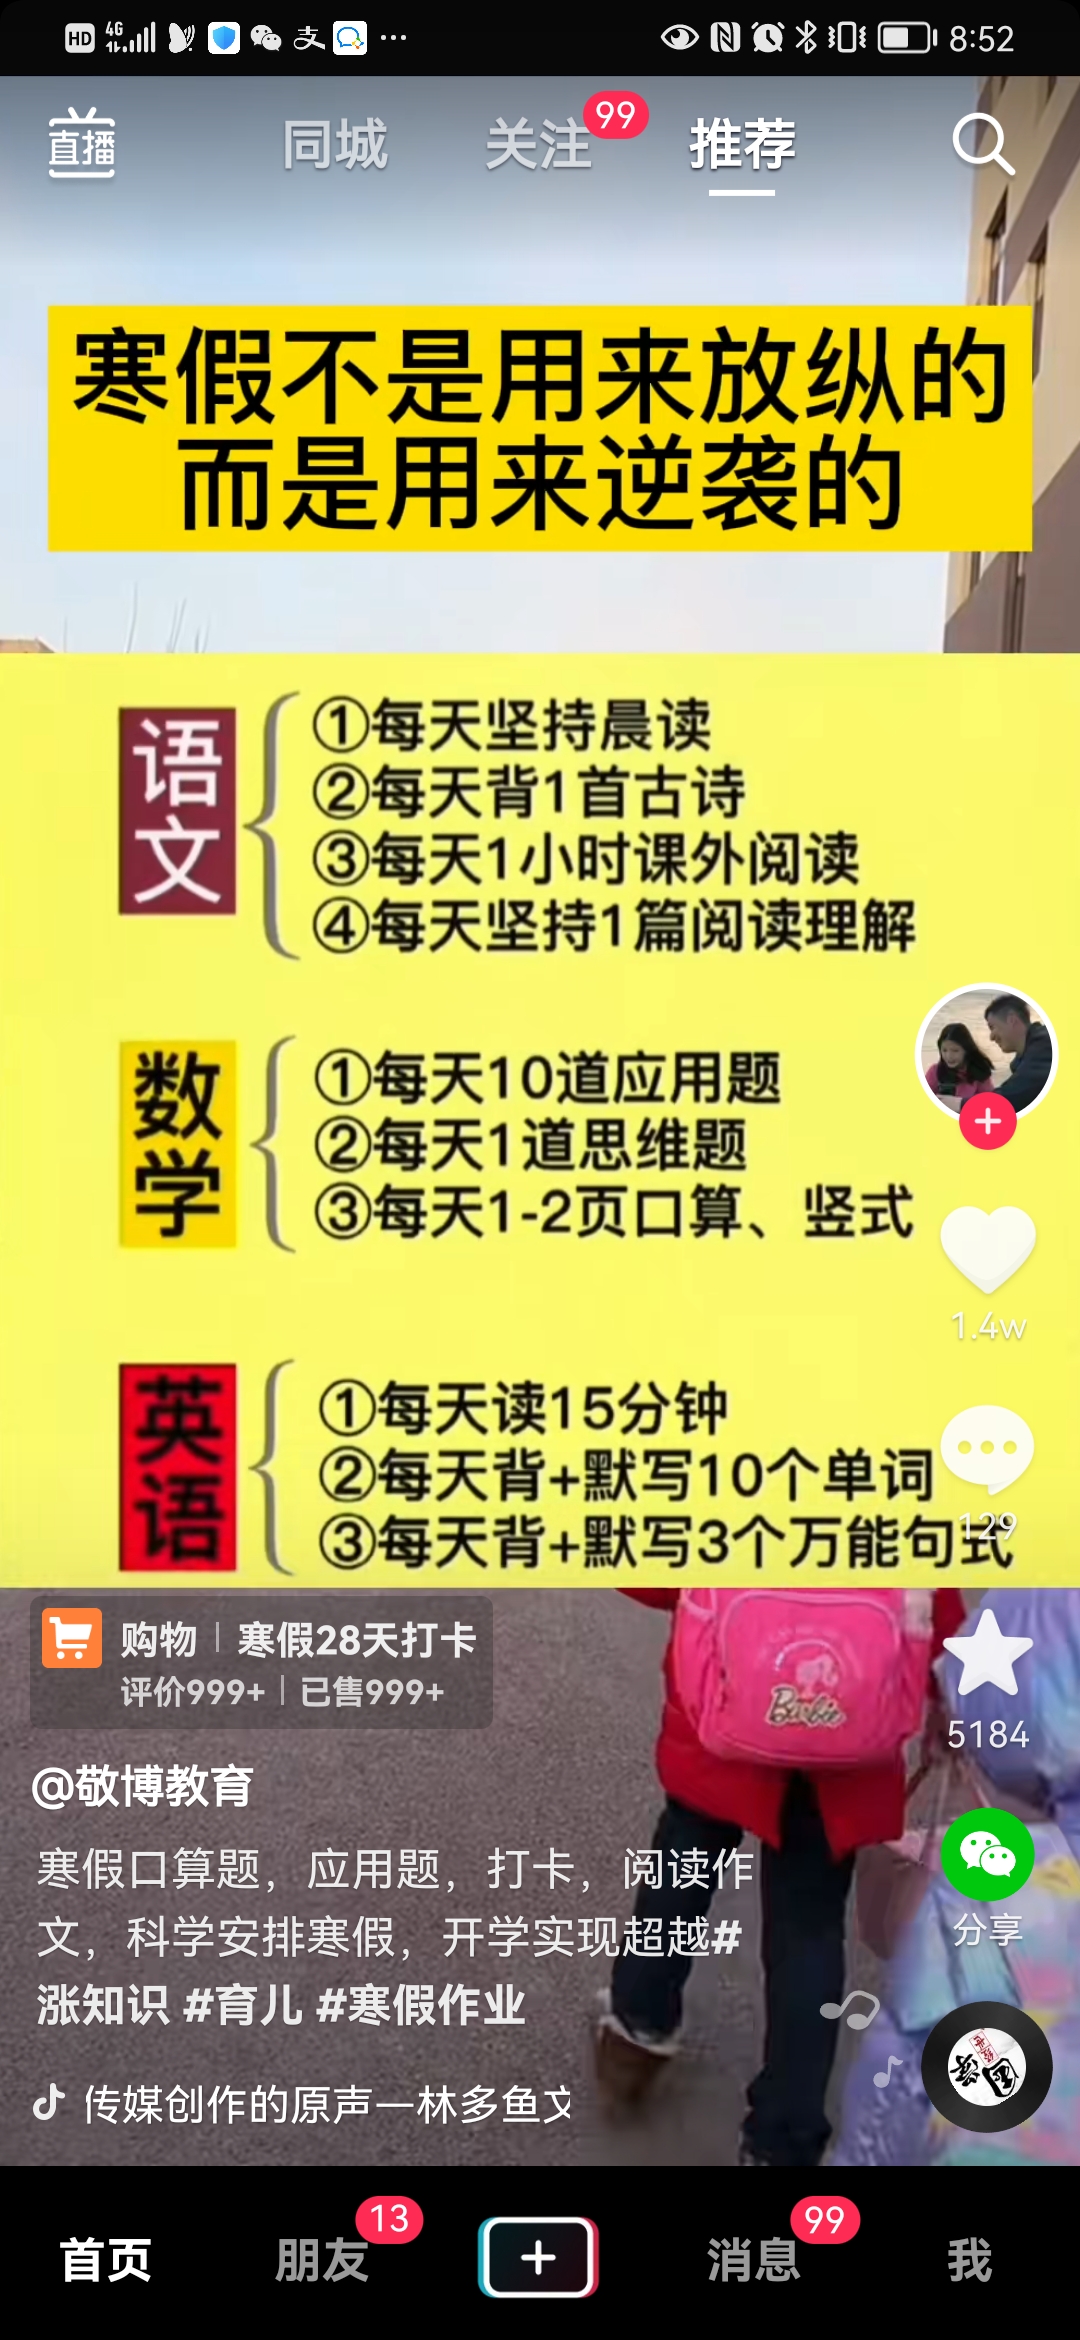 HD 4G 8:52
直播 同城 关注 99 推荐
寒假不是用来放纵的
而是用来逆袭的
语文
①每天坚持晨读
②每天背1首古诗
③每天1小时课外阅读
④每天坚持1篇阅读理解
数学
①每天10道应用题
②每天1道思维题
③每天1-2页口算、竖式
1.4w
英语
①每天读15分钟
②每天背+默写10个单词
③每天背+默写3个万能句式
129
购物 | 寒假28天打卡
评价999+ | 已售999+
Barbie
5184
@敬博教育
寒假口算题，应用题，打卡，阅读作
文，科学安排寒假，开学实现超越#
涨知识 #育儿 #寒假作业
分享
传媒创作的原声一林多鱼文
首页 朋友 13 消息 99 我